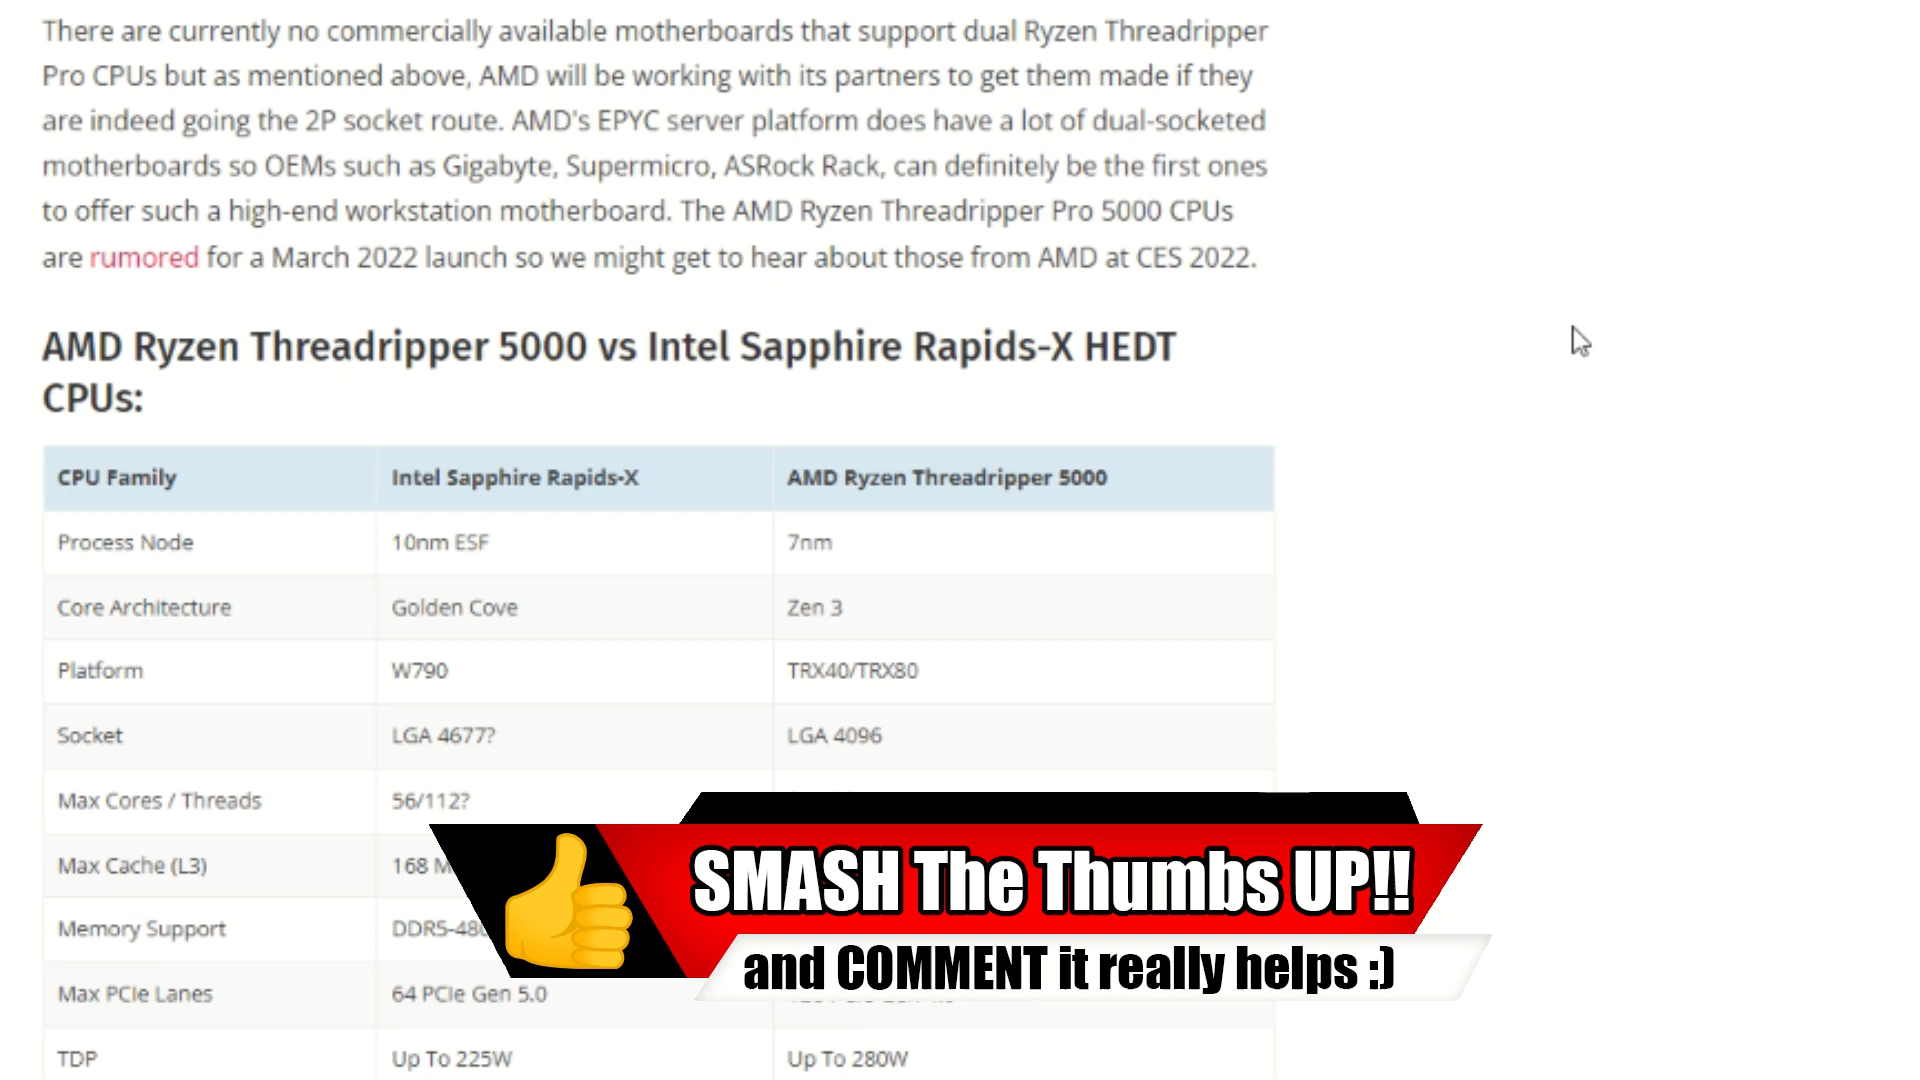 There are currently no commercially available motherboards that support dual Ryzen Threadripper
Pro CPUs but as mentioned above, AMD will be working with its partners to get them made if they
are indeed going the 2P socket route. AMD's EPYC server platform does have a lot of dual-socketed
motherboards so OEMs such as Gigabyte, Supermicro, ASRock Rack, can definitely be the first ones
to offer such a high-end workstation motherboard. The AMD Ryzen Threadripper Pro 5000 CPUs
are rumored for a March 2022 launch so we might get to hear about those from AMD at CES 2022.
AMD Ryzen Threadripper 5000 vs Intel Sapphire Rapids-X HEDT
CPUs:
CPU Family Intel Sapphire Rapids-X AMD Ryzen Threadripper 5000
Process Node 10nm ESF 7nm
Core Architecture Golden Cove Zen 3
Platform W790 TRX40/TRX80
Socket LGA 4677? LGA 4096
Max Cores / Threads 56/112?
Max Cache (L3) 168
Memory Support
Max PCIe Lanes 64 PCIe Gen 5.0
TDP Up To 225W Up To 280W
SMASH The Thumbs UP!!
and COMMENT it really helps :)